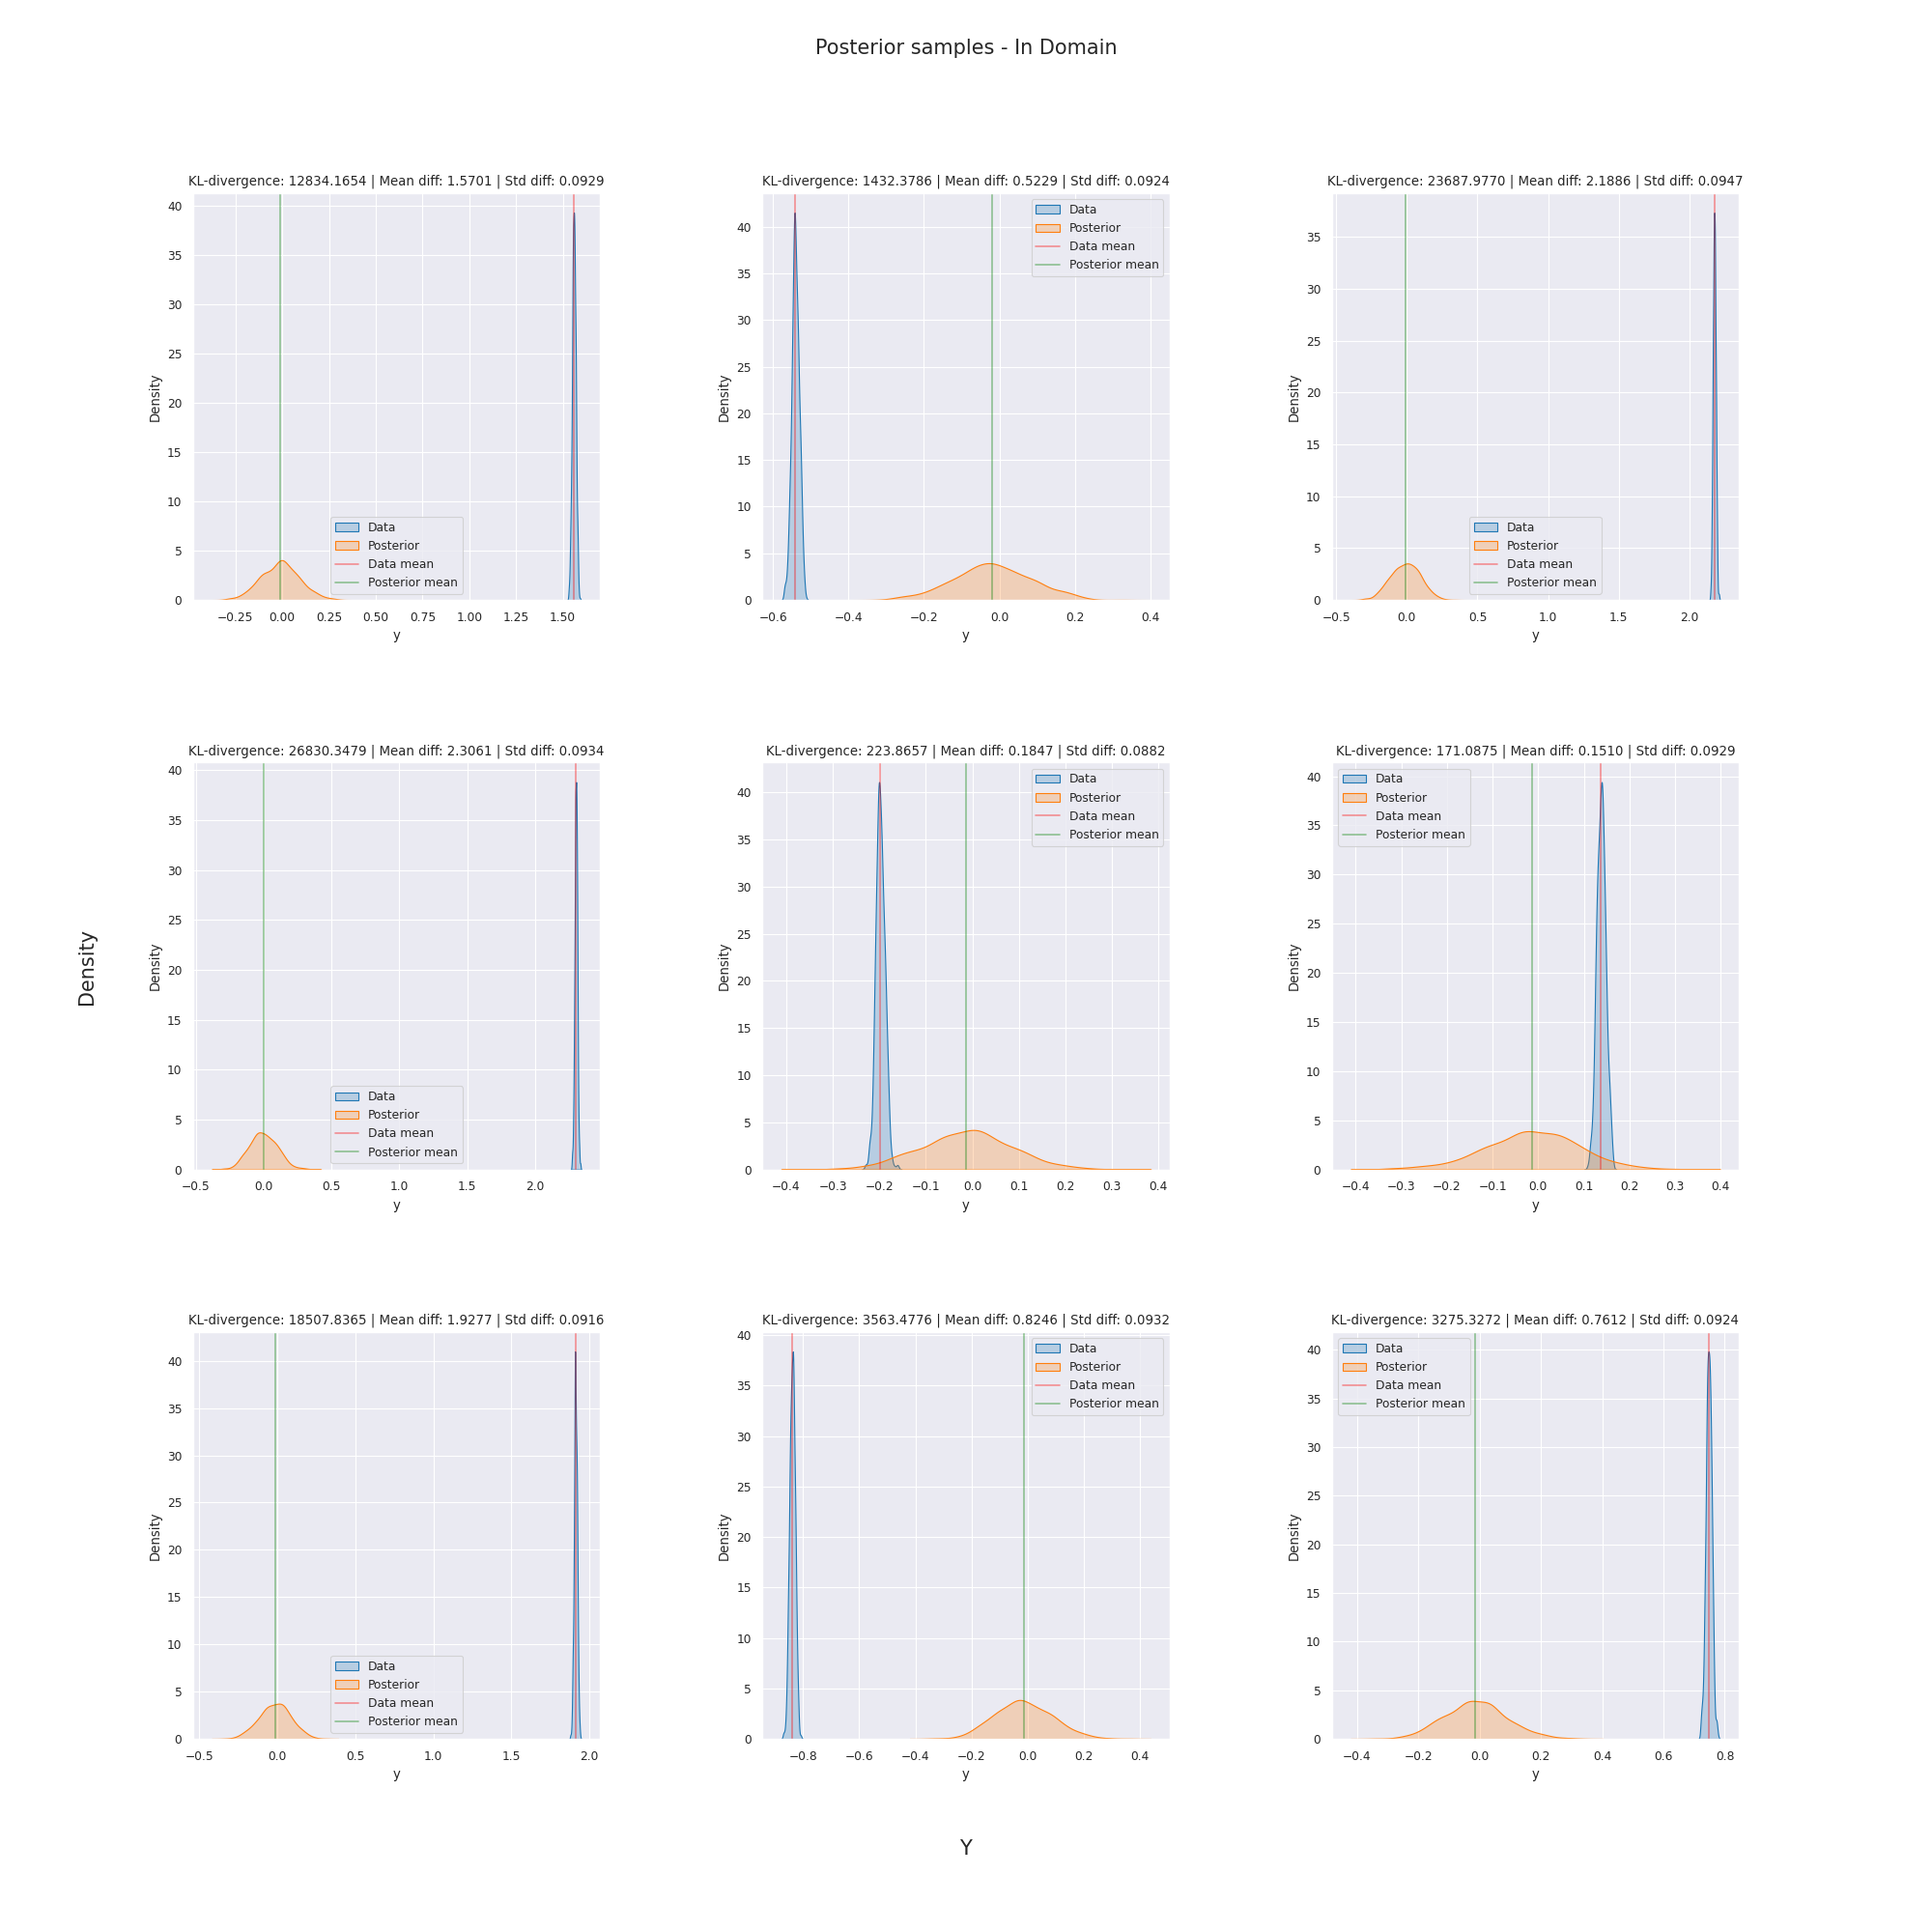 Posterior samples - In Domain
KL-divergence: 12834.1654 | Mean diff: 1.5701 | Std diff: 0.0929
40
35
30
25
20
15
10
5
0
Density
Data
Posterior
Data mean
Posterior mean
−0.25 0.00 0.25 0.50 0.75 1.00 1.25 1.50
y
KL-divergence: 1432.3786 | Mean diff: 0.5229 | Std diff: 0.0924
40
35
30
25
20
15
10
5
0
Density
Data
Posterior
Data mean
Posterior mean
−0.6 −0.4 −0.2 0.0 0.2 0.4
y
KL-divergence: 23687.9770 | Mean diff: 2.1886 | Std diff: 0.0947
35
30
25
20
15
10
5
0
Density
Data
Posterior
Data mean
Posterior mean
−0.5 0.0 0.5 1.0 1.5 2.0
y
Density
KL-divergence: 26830.3479 | Mean diff: 2.3061 | Std diff: 0.0934
40
35
30
25
20
15
10
5
0
Density
Data
Posterior
Data mean
Posterior mean
−0.5 0.0 0.5 1.0 1.5 2.0
y
KL-divergence: 223.8657 | Mean diff: 0.1847 | Std diff: 0.0882
40
35
30
25
20
15
10
5
0
Density
Data
Posterior
Data mean
Posterior mean
−0.4 −0.3 −0.2 −0.1 0.0 0.1 0.2 0.3 0.4
y
KL-divergence: 171.0875 | Mean diff: 0.1510 | Std diff: 0.0929
40
35
30
25
20
15
10
5
0
Density
Data
Posterior
Data mean
Posterior mean
−0.4 −0.3 −0.2 −0.1 0.0 0.1 0.2 0.3 0.4
y
KL-divergence: 18507.8365 | Mean diff: 1.9277 | Std diff: 0.0916
40
35
30
25
20
15
10
5
0
Density
Data
Posterior
Data mean
Posterior mean
−0.5 0.0 0.5 1.0 1.5 2.0
y
KL-divergence: 3563.4776 | Mean diff: 0.8246 | Std diff: 0.0932
40
35
30
25
20
15
10
5
0
Density
Data
Posterior
Data mean
Posterior mean
−0.8 −0.6 −0.4 −0.2 0.0 0.2 0.4
y
KL-divergence: 3275.3272 | Mean diff: 0.7612 | Std diff: 0.0924
40
35
30
25
20
15
10
5
0
Density
Data
Posterior
Data mean
Posterior mean
−0.4 −0.2 0.0 0.2 0.4 0.6 0.8
y
Y